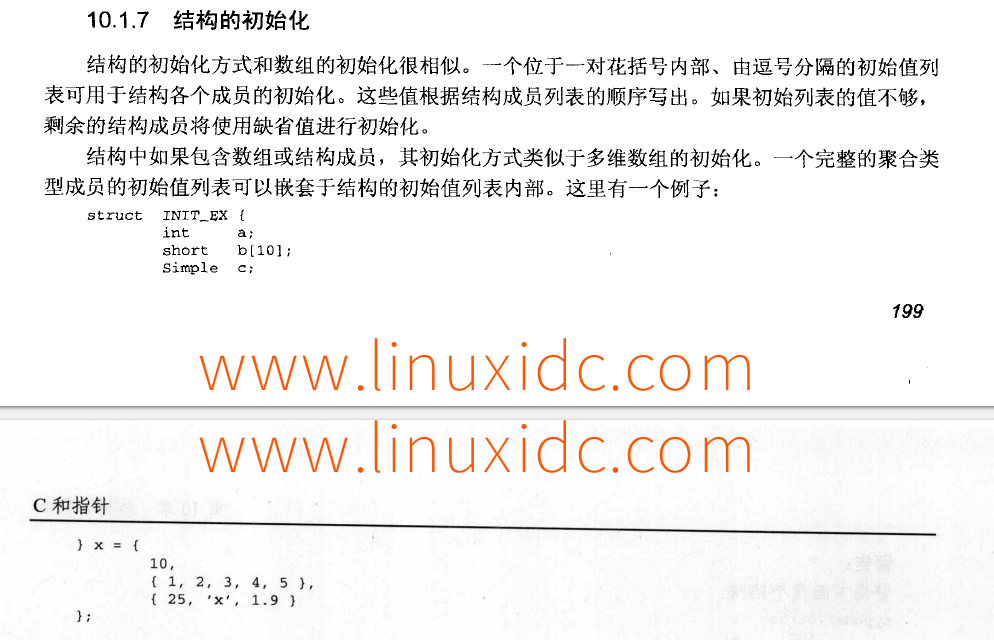 10.1.7 结构的初始化
结构的初始化方式和数组的初始化很相似。一个位于一对花括号内部、由逗号分隔的初始值列
表可用于结构各个成员的初始化。这些值根据结构成员列表的顺序写出。如果初始列表的值不够，
剩余的结构成员将使用缺省值进行初始化。
结构中如果包含数组或结构成员，其初始化方式类似于多维数组的初始化。一个完整的聚合类
型成员的初始值列表可以嵌套于结构的初始值列表内部。这里有一个例子：
struct INIT_EX {
int a;
short b[10];
Simple c;
199
www.linuxidc.com
www.linuxidc.com
C 和指针
} x = {
10,
{ 1, 2, 3, 4, 5 },
{ 25, 'x', 1.9 }
};